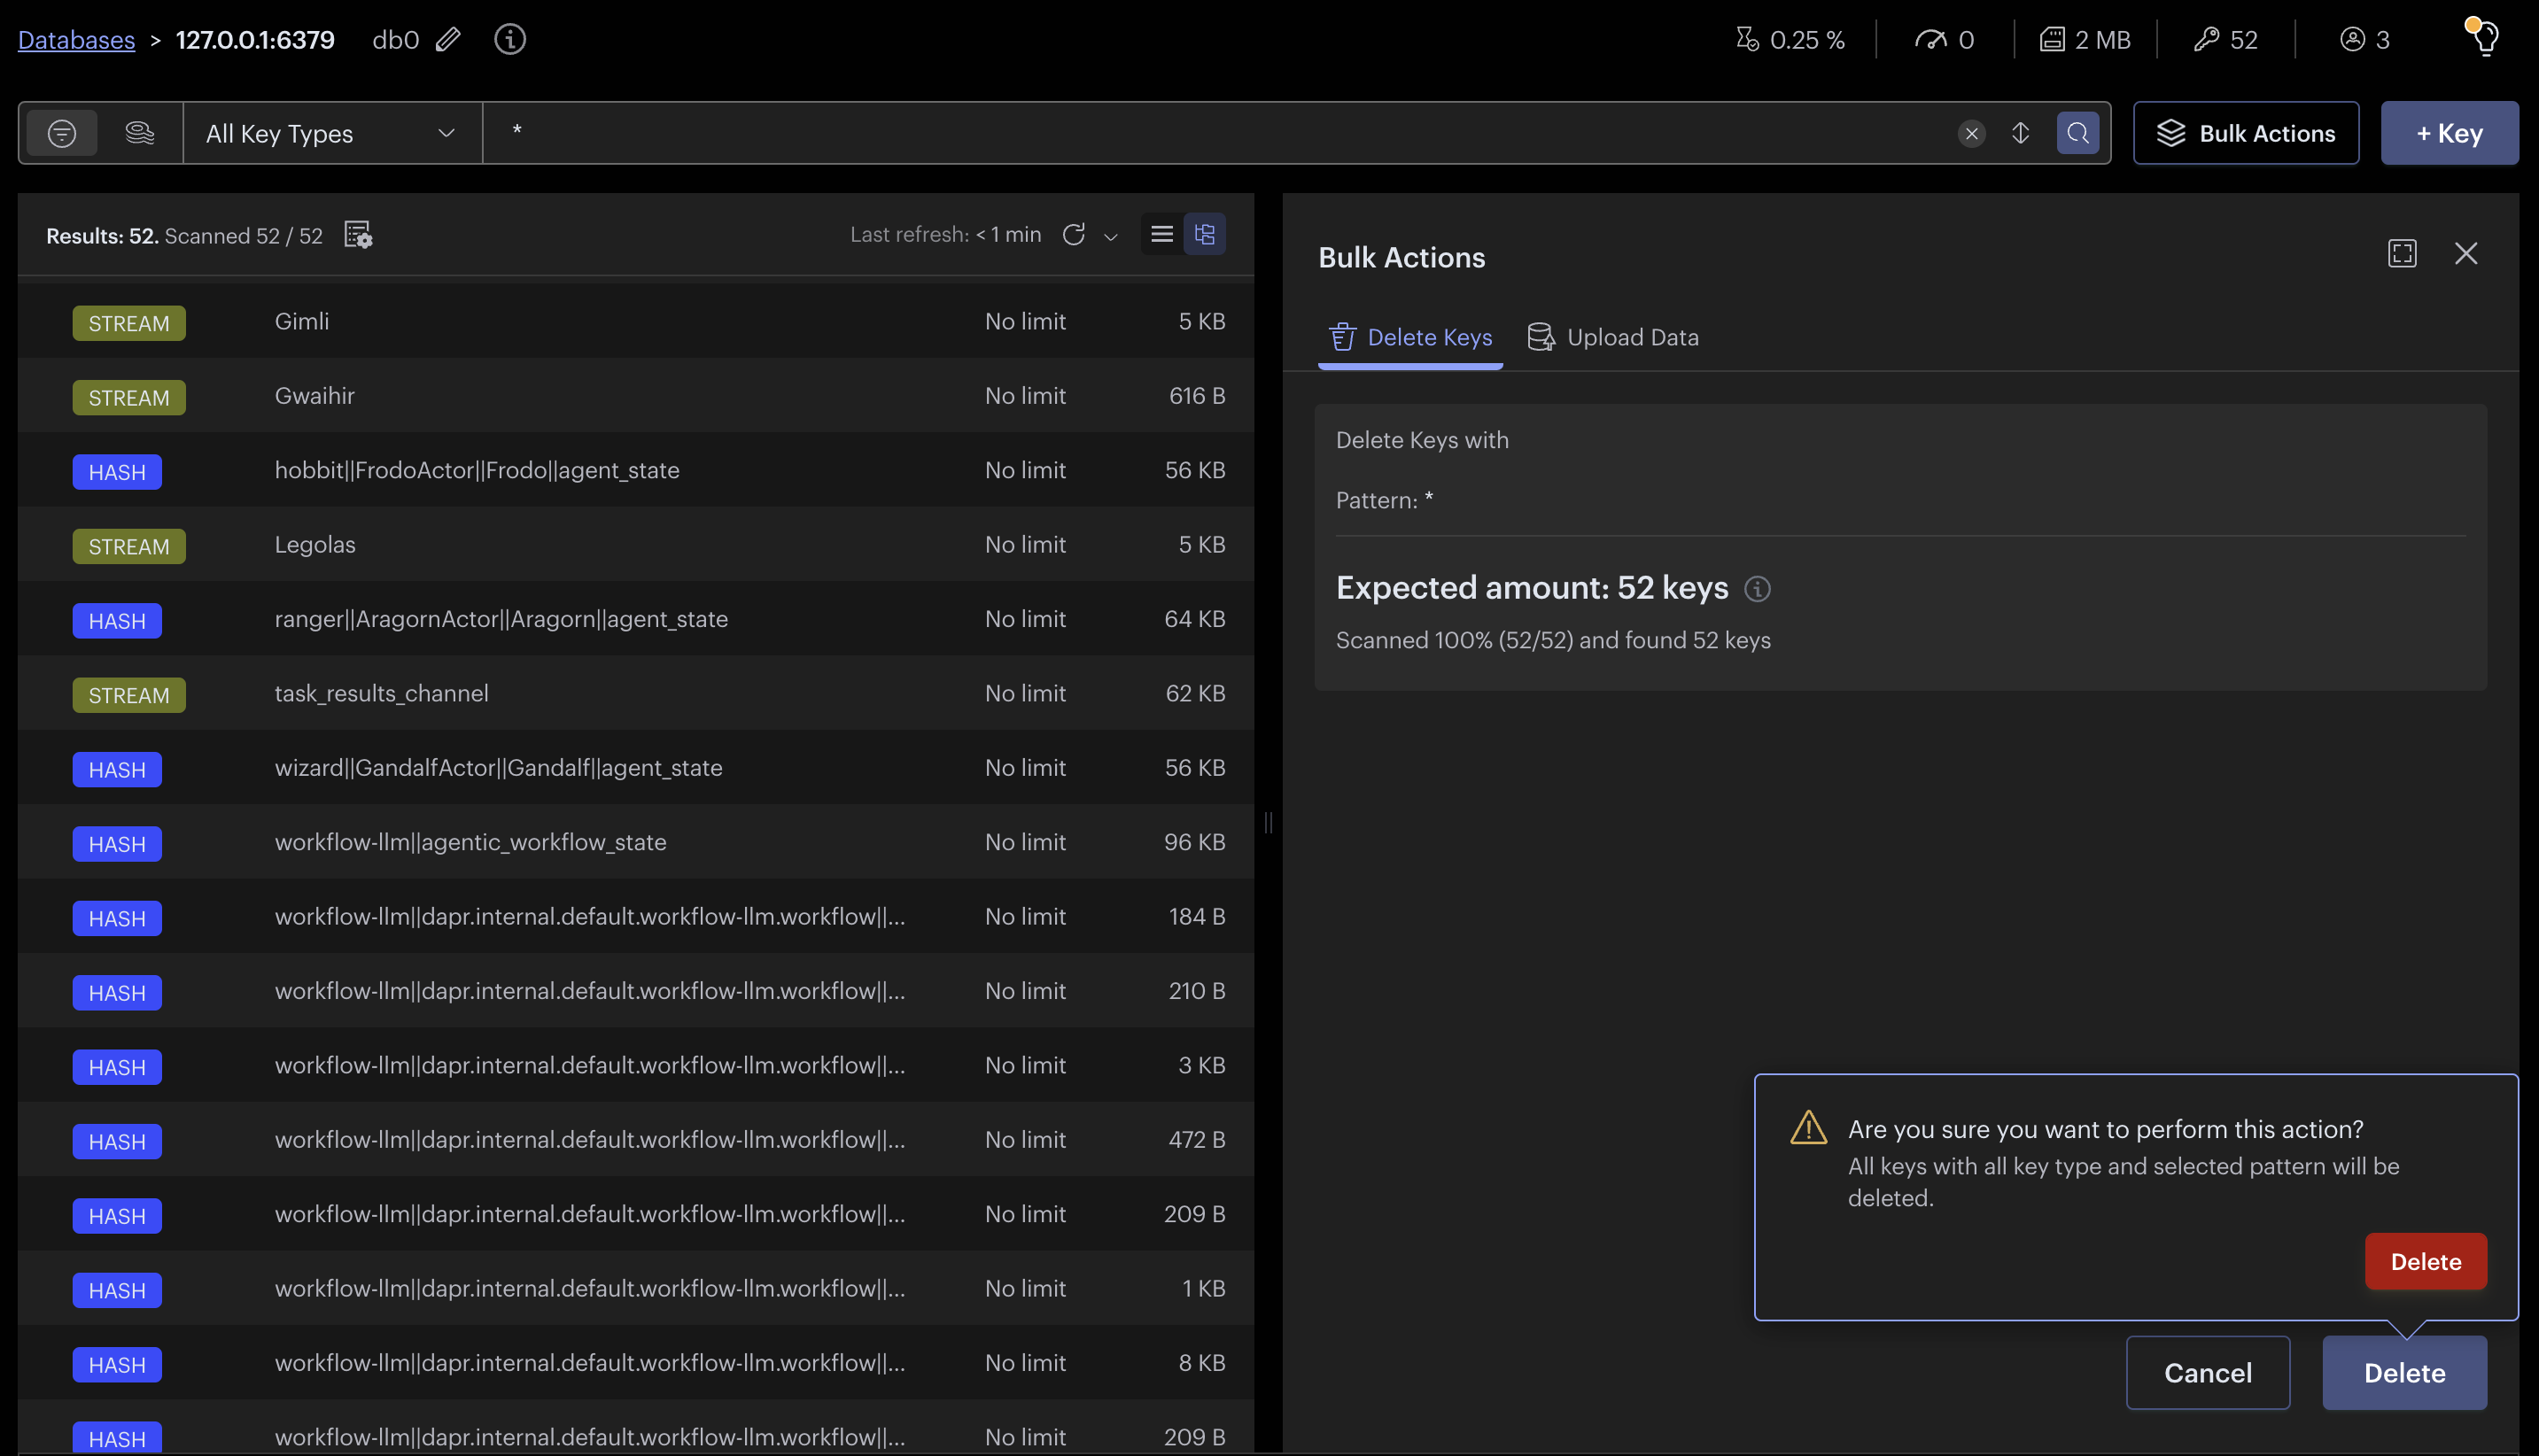 Databases > 127.0.0.1:6379 db0 0.25 % 0 2 MB 52 3
All Key Types * Bulk Actions + Key
Results: 52. Scanned 52 / 52 Last refresh: < 1 min
STREAM Gimli No limit 5 KB
STREAM Gwaihir No limit 616 B
HASH hobbit||FrodoActor||Frodo||agent_state No limit 56 KB
STREAM Legolas No limit 5 KB
HASH ranger||AragornActor||Aragorn||agent_state No limit 64 KB
STREAM task_results_channel No limit 62 KB
HASH wizard||GandalfActor||Gandalf||agent_state No limit 56 KB
HASH workflow-llm||agentic_workflow_state No limit 96 KB
HASH workflow-llm||dapr.internal.default.workflow-llm.workflow||... No limit 184 B
HASH workflow-llm||dapr.internal.default.workflow-llm.workflow||... No limit 210 B
HASH workflow-llm||dapr.internal.default.workflow-llm.workflow||... No limit 3 KB
HASH workflow-llm||dapr.internal.default.workflow-llm.workflow||... No limit 472 B
HASH workflow-llm||dapr.internal.default.workflow-llm.workflow||... No limit 209 B
HASH workflow-llm||dapr.internal.default.workflow-llm.workflow||... No limit 1 KB
HASH workflow-llm||dapr.internal.default.workflow-llm.workflow||... No limit 8 KB
HASH workflow-llm||dapr.internal.default.workflow-llm.workflow||... No limit 209 B
Bulk Actions
Delete Keys Upload Data
Delete Keys with
Pattern: *
Expected amount: 52 keys
Scanned 100% (52/52) and found 52 keys
Are you sure you want to perform this action?
All keys with all key type and selected pattern will be
deleted.
Delete
Cancel Delete